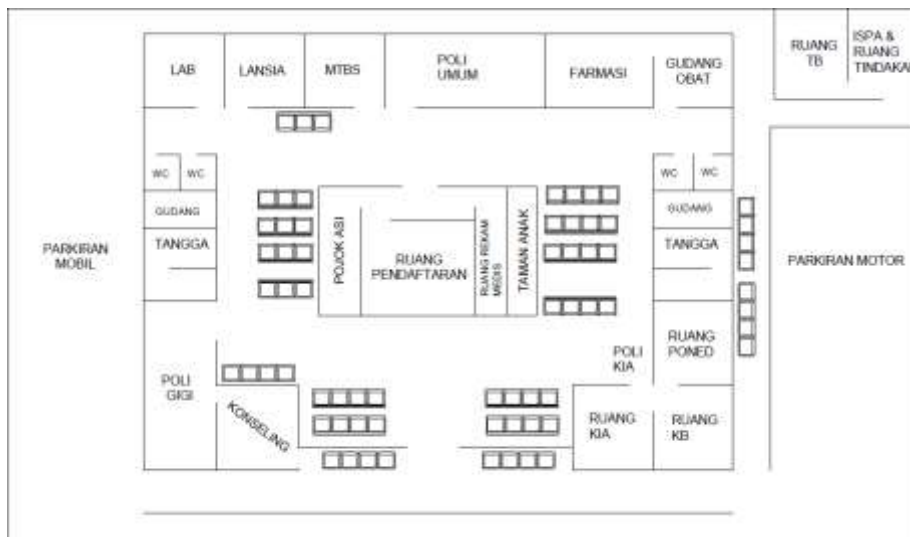 LAB
LANSIA
MTBS
POLI
UMUM
FARMASI
GUDANG
OBAT
RUANG
TB
ISPA &
RUANG
TINDAKA
WC
WC
GUDANG
TANGGA
PARKIRAN
MOBIL
POJOK ASI
RUANG
PENDAFTARAN
RUANG REKAM
MEDIS
TAMAN ANAK
WC
WC
GUDANG
TANGGA
PARKIRAN MOTOR
POLI
GIGI
KONSELING
POLI
KIA
RUANG
PONED
RUANG
KIA
RUANG
KB